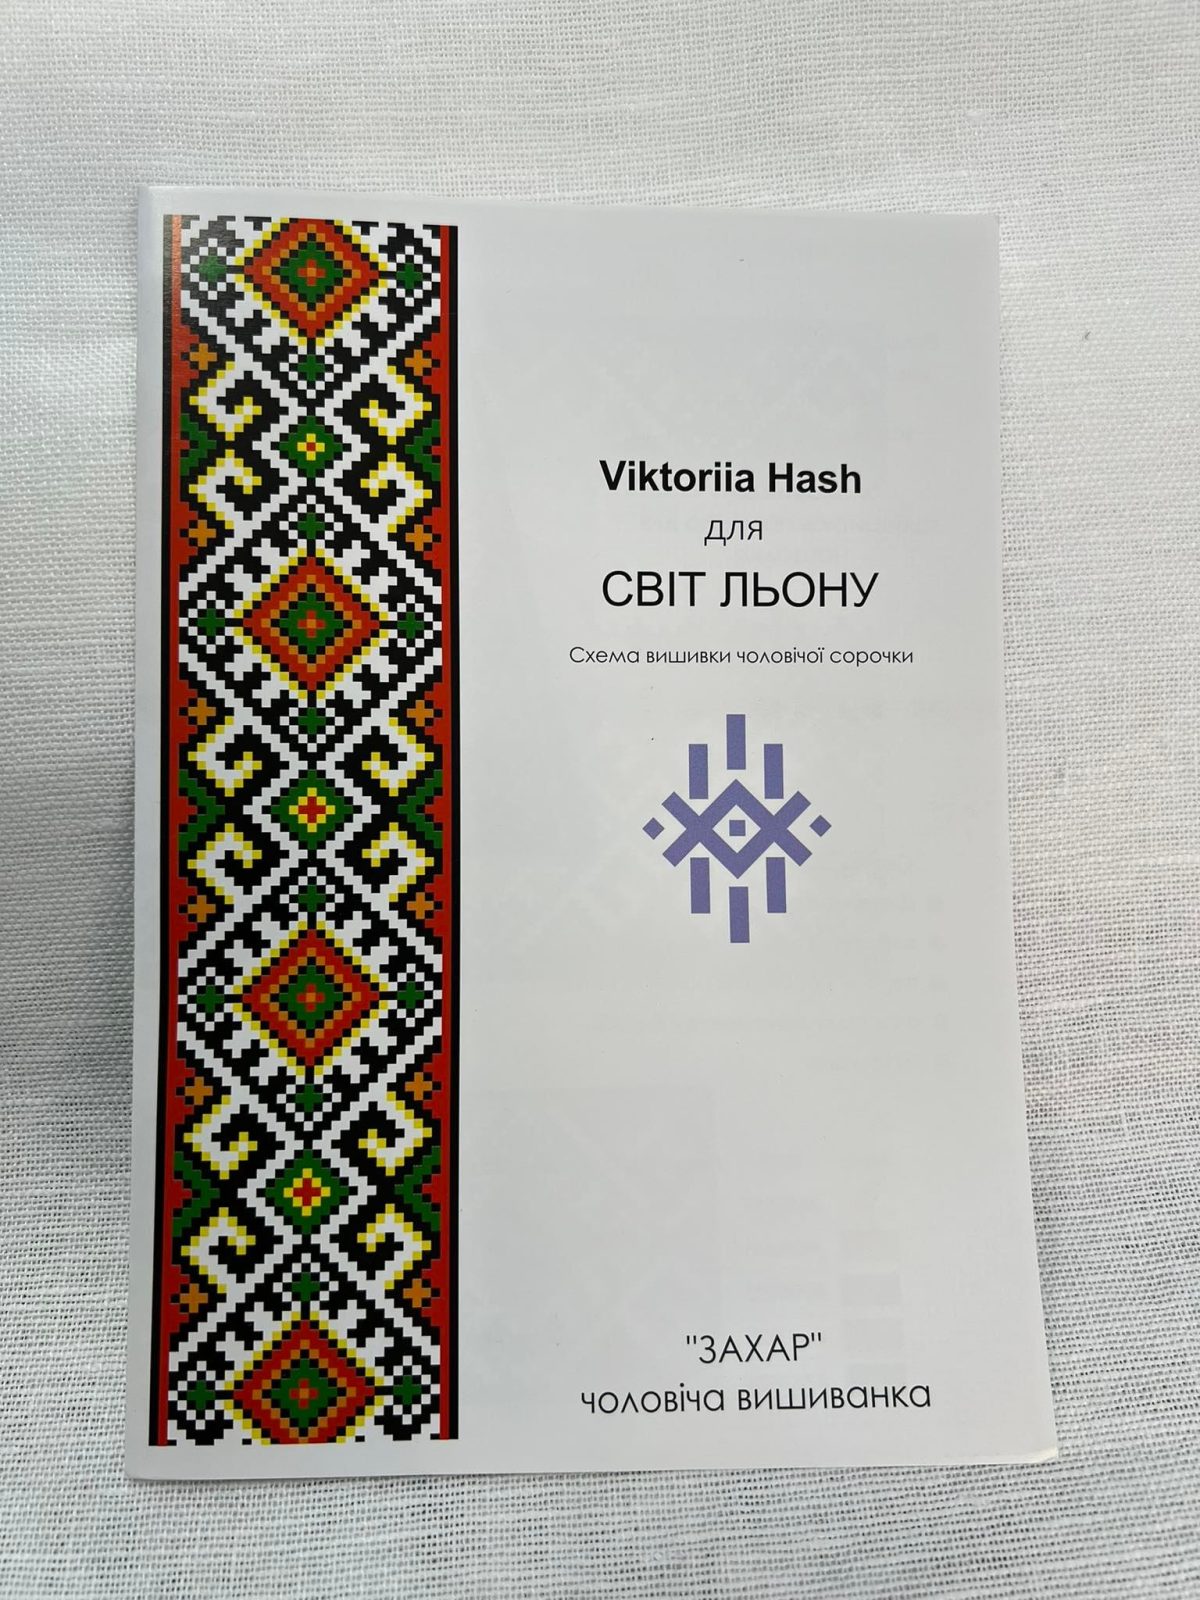 Viktoriia Hash
для
СВІТ ЛЬОНУ
Схема вишивки чоловічої сорочки
"ЗАХАР"
чоловіча вишиванка